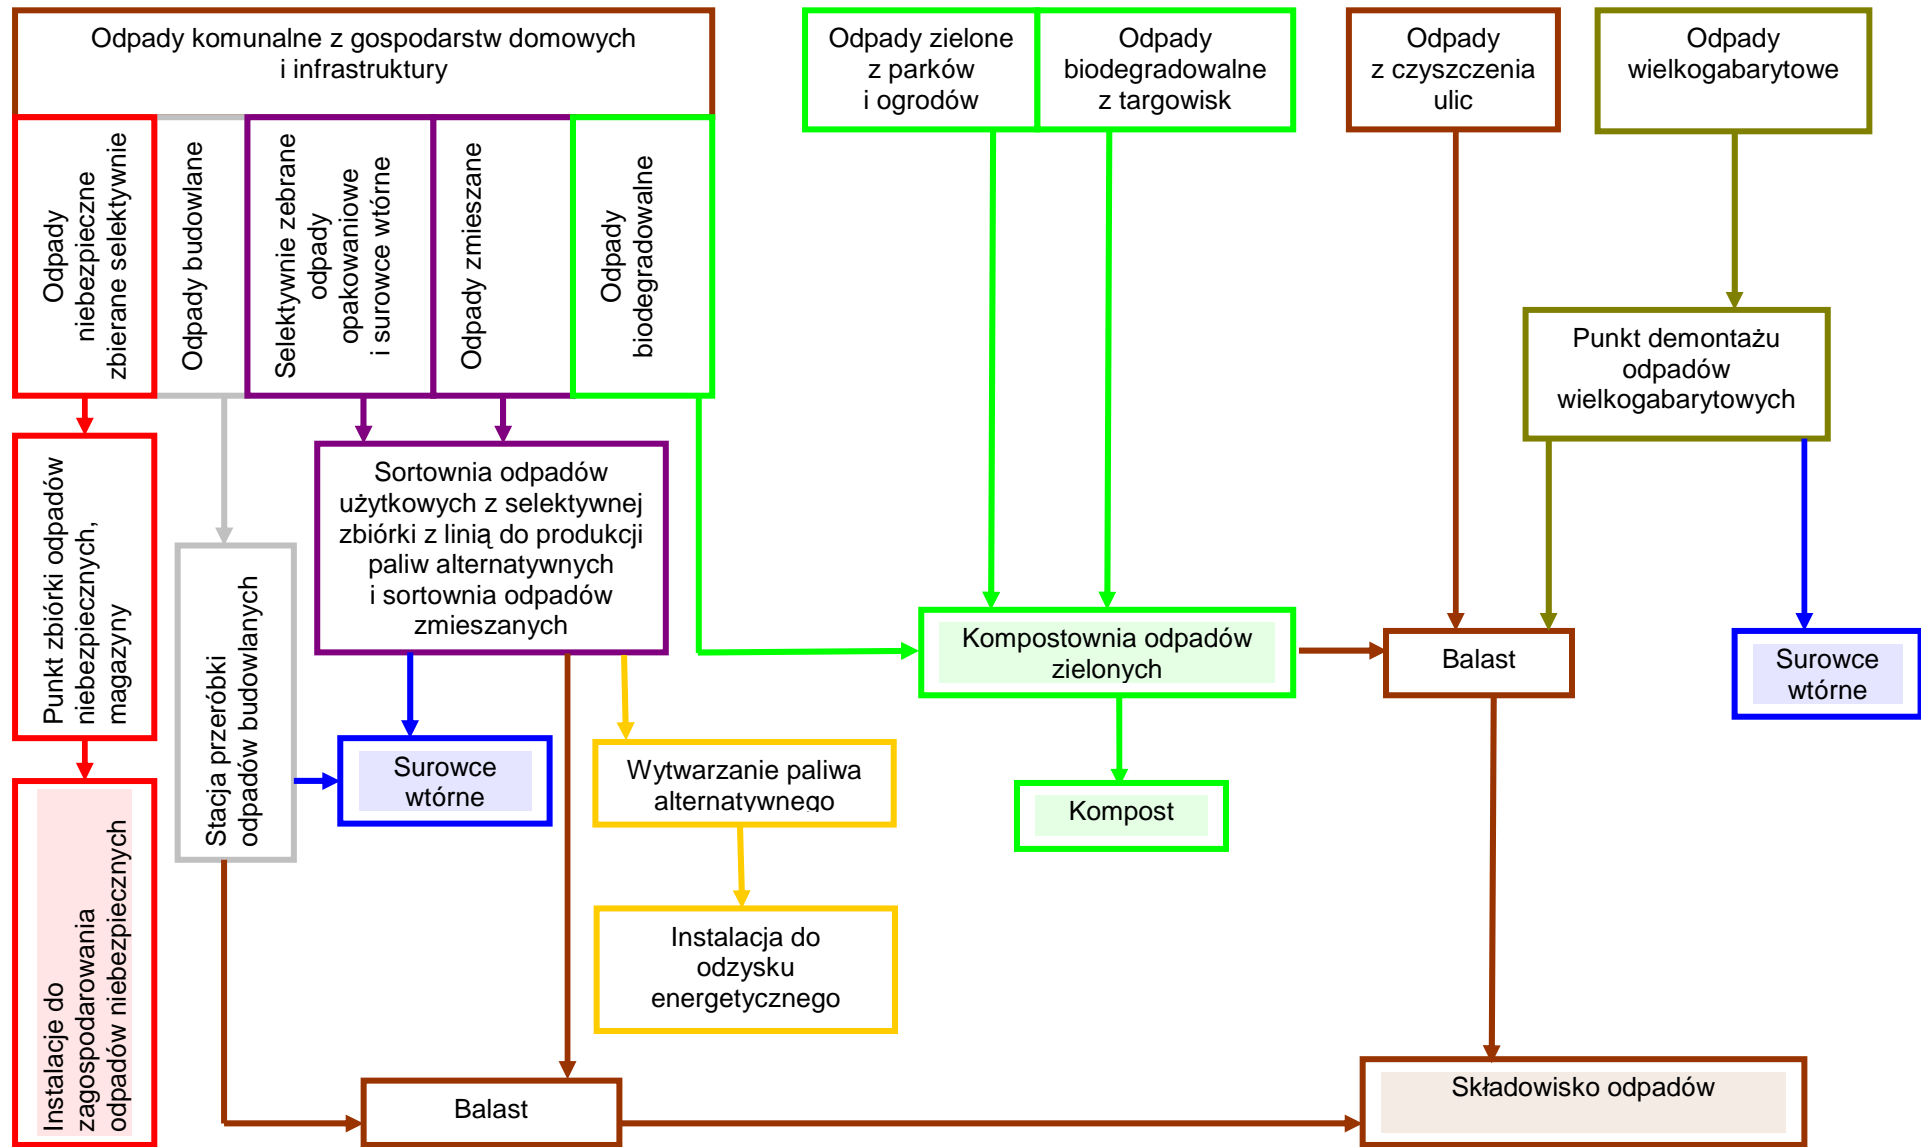 Odpady komunalne z gospodarstw domowych
i infrastruktury
Odpady zielone
z parków
i ogrodów
Odpady
biodegradowalne
z targowisk
Odpady
z czyszczenia
ulic
Odpady
wielkogabarytowe
Odpady
niebezpieczne
zbierane selektywnie
Odpady budowlane
Selektywnie zebrane
odpady
opakowaniowe
i surowce wtórne
Odpady zmieszane
Odpady
biodegradowalne
Punkt demontażu
odpadów
wielkogabarytowych
Punkt zbiórki odpadów
niebezpiecznych,
magazyny
Sortownia odpadów
użytkowych z selektywnej
zbiórki z linią do produkcji
paliw alternatywnych
i sortownia odpadów
zmieszanych
Stacja przeróbki
odpadów budowlanych
Kompostownia odpadów
zielonych
Balast
Surowce
wtórne
Surowce
wtórne
Wytwarzanie paliwa
alternatywnego
Kompost
Instalacje do
zagospodarowania
odpadów niebezpiecznych
Instalacja do
odzysku
energetycznego
Balast
Składowisko odpadów